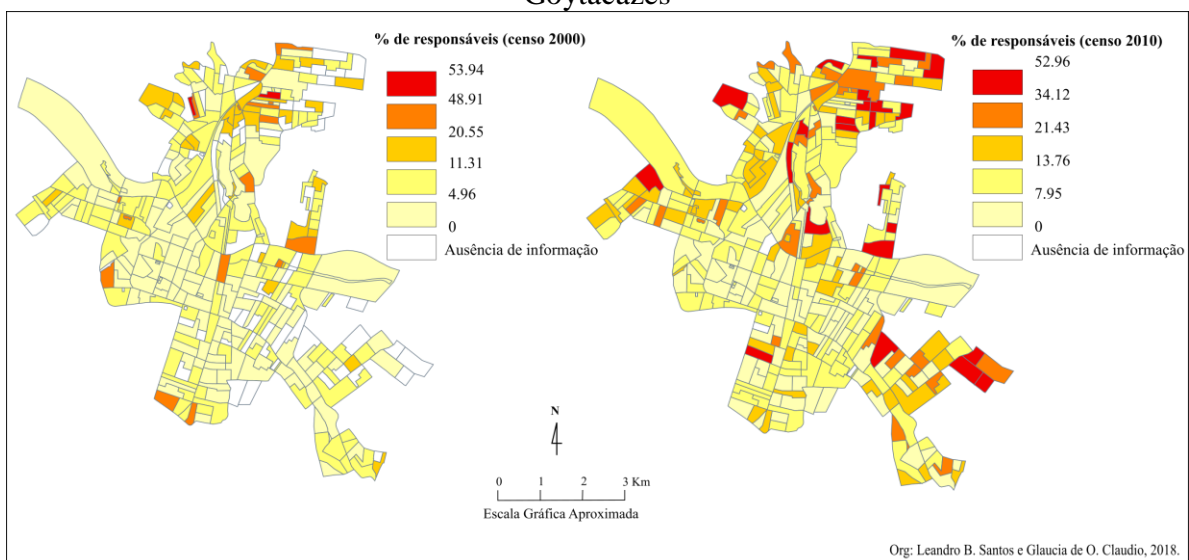 Goytacazes
% de responsáveis (censo 2000)
53.94
48.91
20.55
11.31
4.96
0
Ausência de informação
% de responsáveis (censo 2010)
52.96
34.12
21.43
13.76
7.95
0
Ausência de informação
N
0 1 2 3 Km
Escala Gráfica Aproximada
Org: Leandro B. Santos e Glaucia de O. Claudio, 2018.